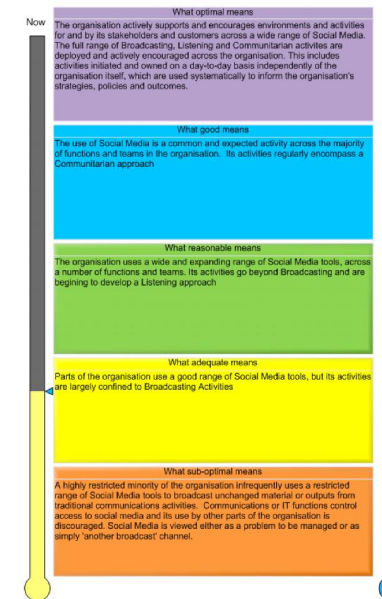 Now
What optimal means
The organisation actively supports and encourages environments and activities
for and by its stakeholders and customers across a wide range of Social Media.
The full range of Broadcasting, Listening and Communitarian activites are
deployed and actively encouraged across the organisation. This includes
activities initiated and owned on a day-to-day basis independently of the
organisation itself, which are used systematically to inform the organisation's
strategies, policies and outcomes.
What good means
The use of Social Media is a common and expected activity across the majority
of functions and teams in the organisation. Its activities regularly encompass a
Communitarian approach
What reasonable means
The organisation uses a wide and expanding range of Social Media tools, across
a number of functions and teams. Its activities go beyond Broadcasting and are
begining to develop a Listening approach
What adequate means
Parts of the organisation use a good range of Social Media tools, but its activities
are largely confined to Broadcasting Activities
What sub-optimal means
A highly restricted minority of the organisation infrequently uses a restricted
range of Social Media tools to broadcast unchanged material or outputs from
traditional communications activities. Communications or IT functions control
access to social media and its use by other parts of the organisation is
discouraged. Social Media is viewed either as a problem to be managed or as
simply 'another broadcast' channel.